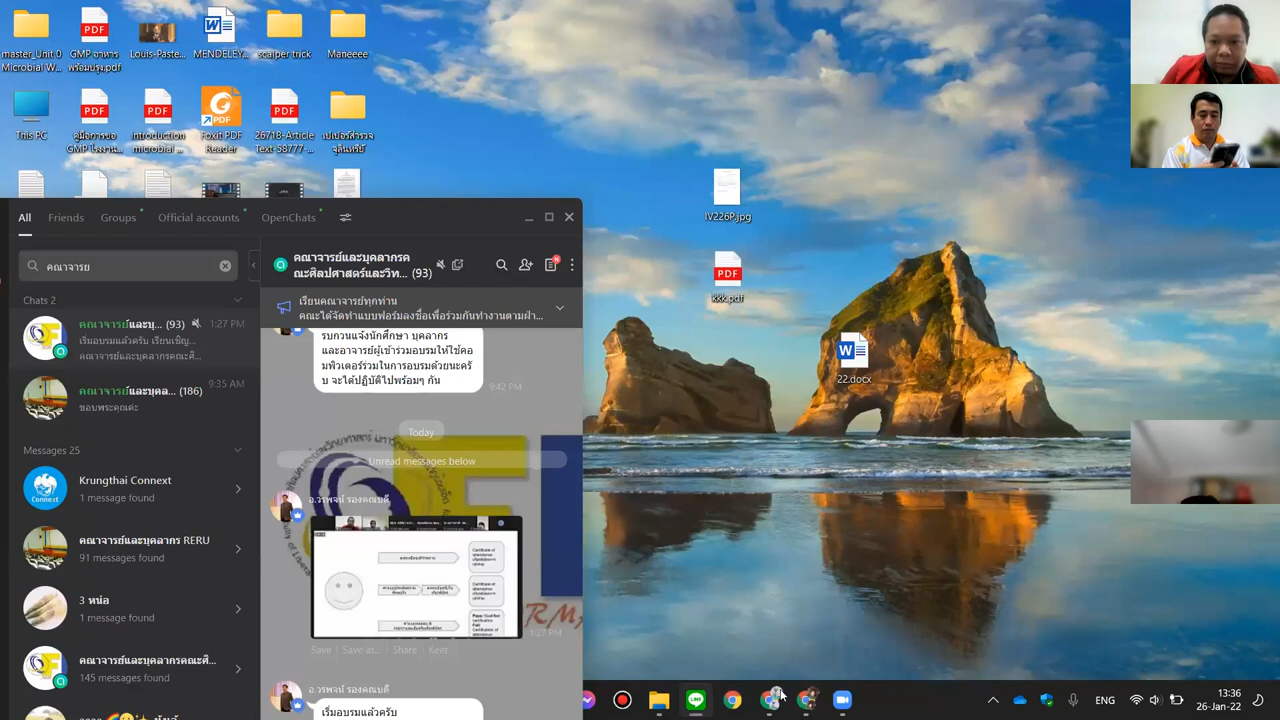 master_Unit 0
Microbial W...
GMP อาหาร
พร้อมปรุง.pdf
Louis-Paste...
MENDELEY...
scalper trick
Maneeee
This PC
คู่มือการขอ
GMP โรงงาน...
introduction
microbial ...
Foxit PDF
Reader
26718-Article
Text-58777-...
เปเปอร์สำรวจ
จุลินทรีย์
IV226P.jpg
kkk.pdf
22.docx
All
Friends
Groups
Official accounts
OpenChats
คณาจารย
Chats 2
คณาจารย์และบุ... (93)
1:27 PM
เริ่มอบรมแล้วครับ เรียนเชิญ...
คณาจารย์และบุคลากรคณะศิ...
9:35 AM
คณาจารย์และบุคล... (186)
ขอบพระคุณค่ะ
Messages 25
Krungthai Connext
1 message found
คณาจารย์และบุคลากร RERU
91 messages found
3 หน่อ
1 message found
คณาจารย์และบุคลากรคณะศิ...
145 messages found
คณาจารย์และบุคลากรค
ณะศิลปศาสตร์และวิท... (93)
เรียนคณาจารย์ทุกท่าน
คณะได้จัดทำแบบฟอร์มลงชื่อเพื่อร่วมกันทำงานตามฝ่า...
รบกวนแจ้งนักศึกษา บุคลากร
และอาจารย์ผู้เข้าร่วมอบรมให้ใช้คอ
มพิวเตอร์ร่วมในการอบรมด้วยนะครั
บ จะได้ปฏิบัติไปพร้อมๆ กัน
9:42 PM
Today
Unread messages below
อ.วรพจน์ รองคณบดี
1:27 PM
Save
Save as...
Share
Keep
อ.วรพจน์ รองคณบดี
เริ่มอบรมแล้วครับ
ENG
13:36
26-Jan-22